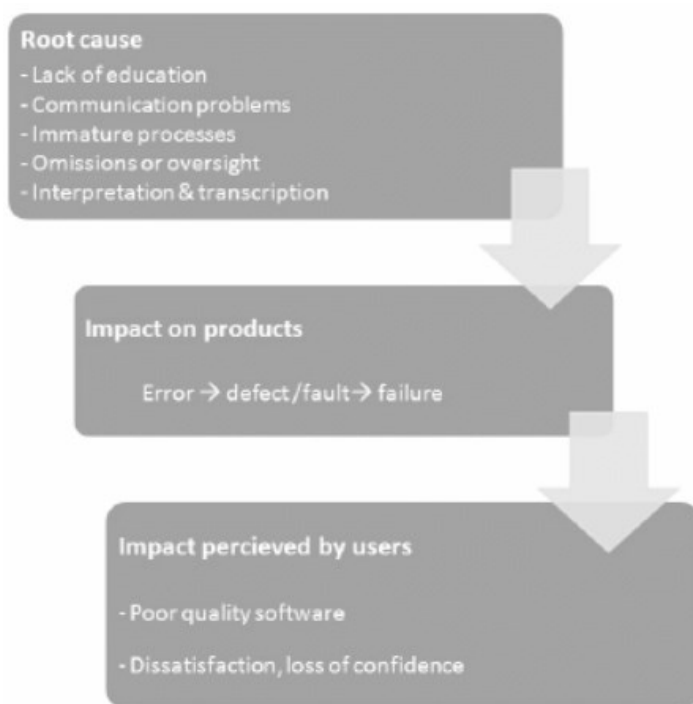 Root cause
- Lack of education
- Communication problems
- Immature processes
- Omissions or oversight
- Interpretation & transcription
Impact on products
Error → defect/fault→ failure
Impact percieved by users
- Poor quality software
- Dissatisfaction, loss of confidence